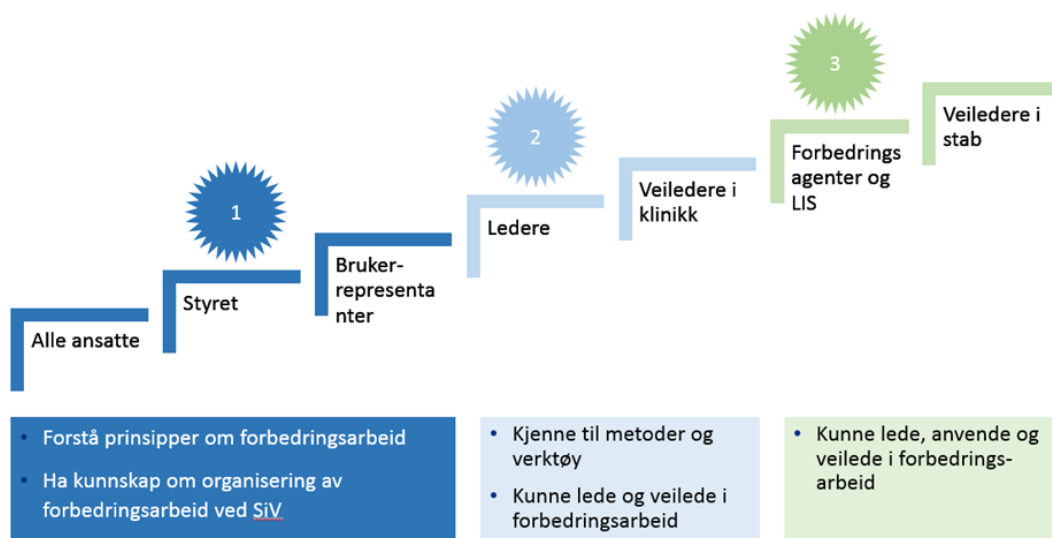 3
Veiledere i
stab
2
Forbedrings
agenter og
LIS
Veiledere i
klinikk
1
Ledere
Bruker-
representa
nter
Styret
Alle ansatte
• Forstå prinsipper om forbedringsarbeid
• Ha kunnskap om organisering av
forbedringsarbeid ved SiV
• Kjenne til metoder og
verktøy
• Kunne lede og veilede i
forbedringsarbeid
• Kunne lede, anvende og
veilede i forbedrings-
arbeid